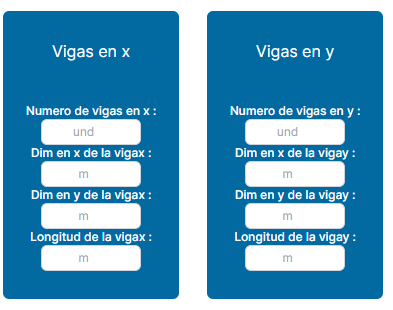 Vigas en x
Numero de vigas en x :
und
Dim en x de la vigax :
m
Dim en y de la vigax :
m
Longitud de la vigax :
m
Vigas en y
Numero de vigas en y :
und
Dim en x de la vigay :
m
Dim en y de la vigay :
m
Longitud de la vigay :
m